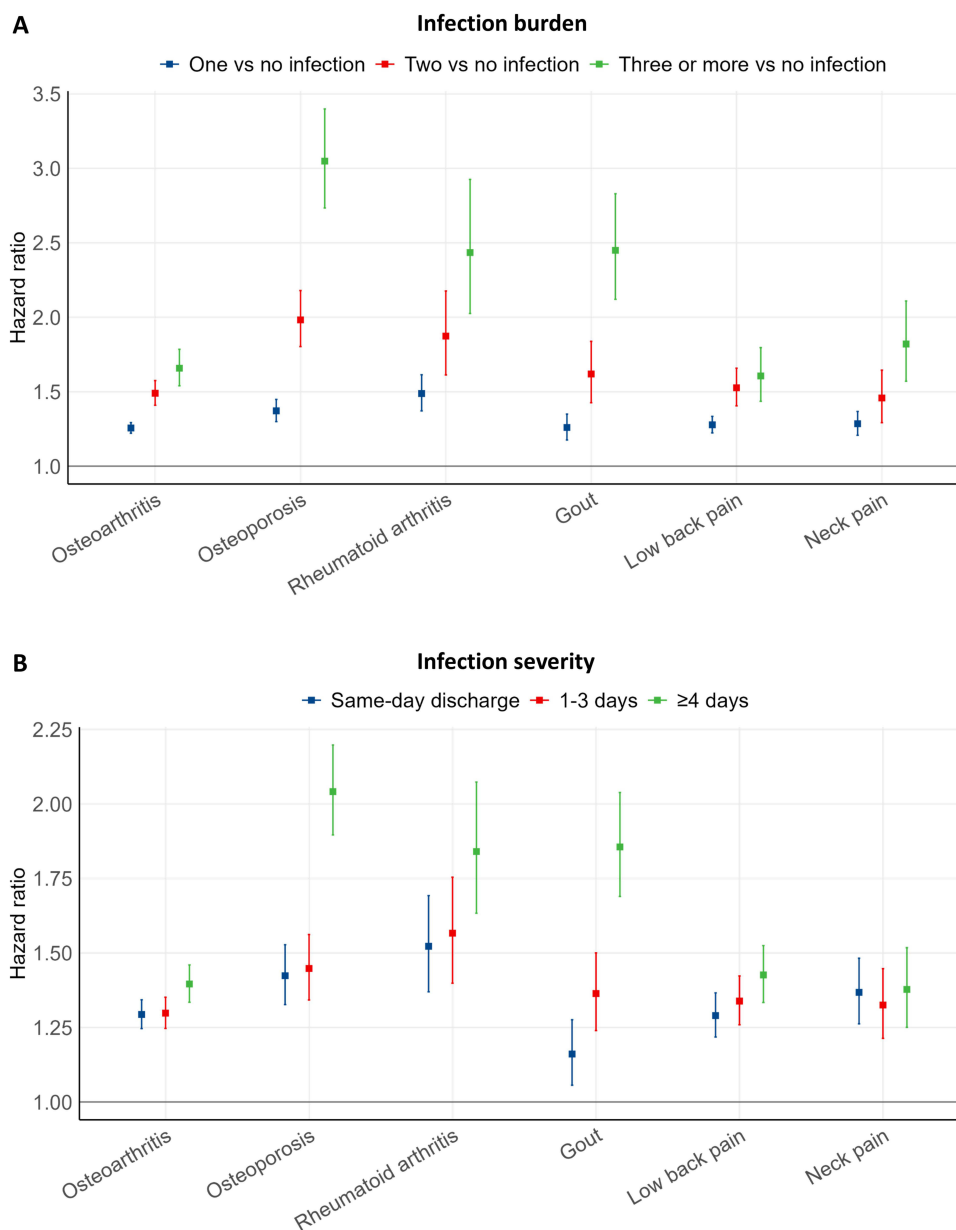 A
Infection burden
One vs no infection Two vs no infection Three or more vs no infection
Hazard ratio
3.5
3.0
2.5
2.0
1.5
1.0
Osteoarthritis
Osteoporosis
Rheumatoid arthritis
Gout
Low back pain
Neck pain
B
Infection severity
Same-day discharge 1-3 days ≥4 days
Hazard ratio
2.25
2.00
1.75
1.50
1.25
1.00
Osteoarthritis
Osteoporosis
Rheumatoid arthritis
Gout
Low back pain
Neck pain